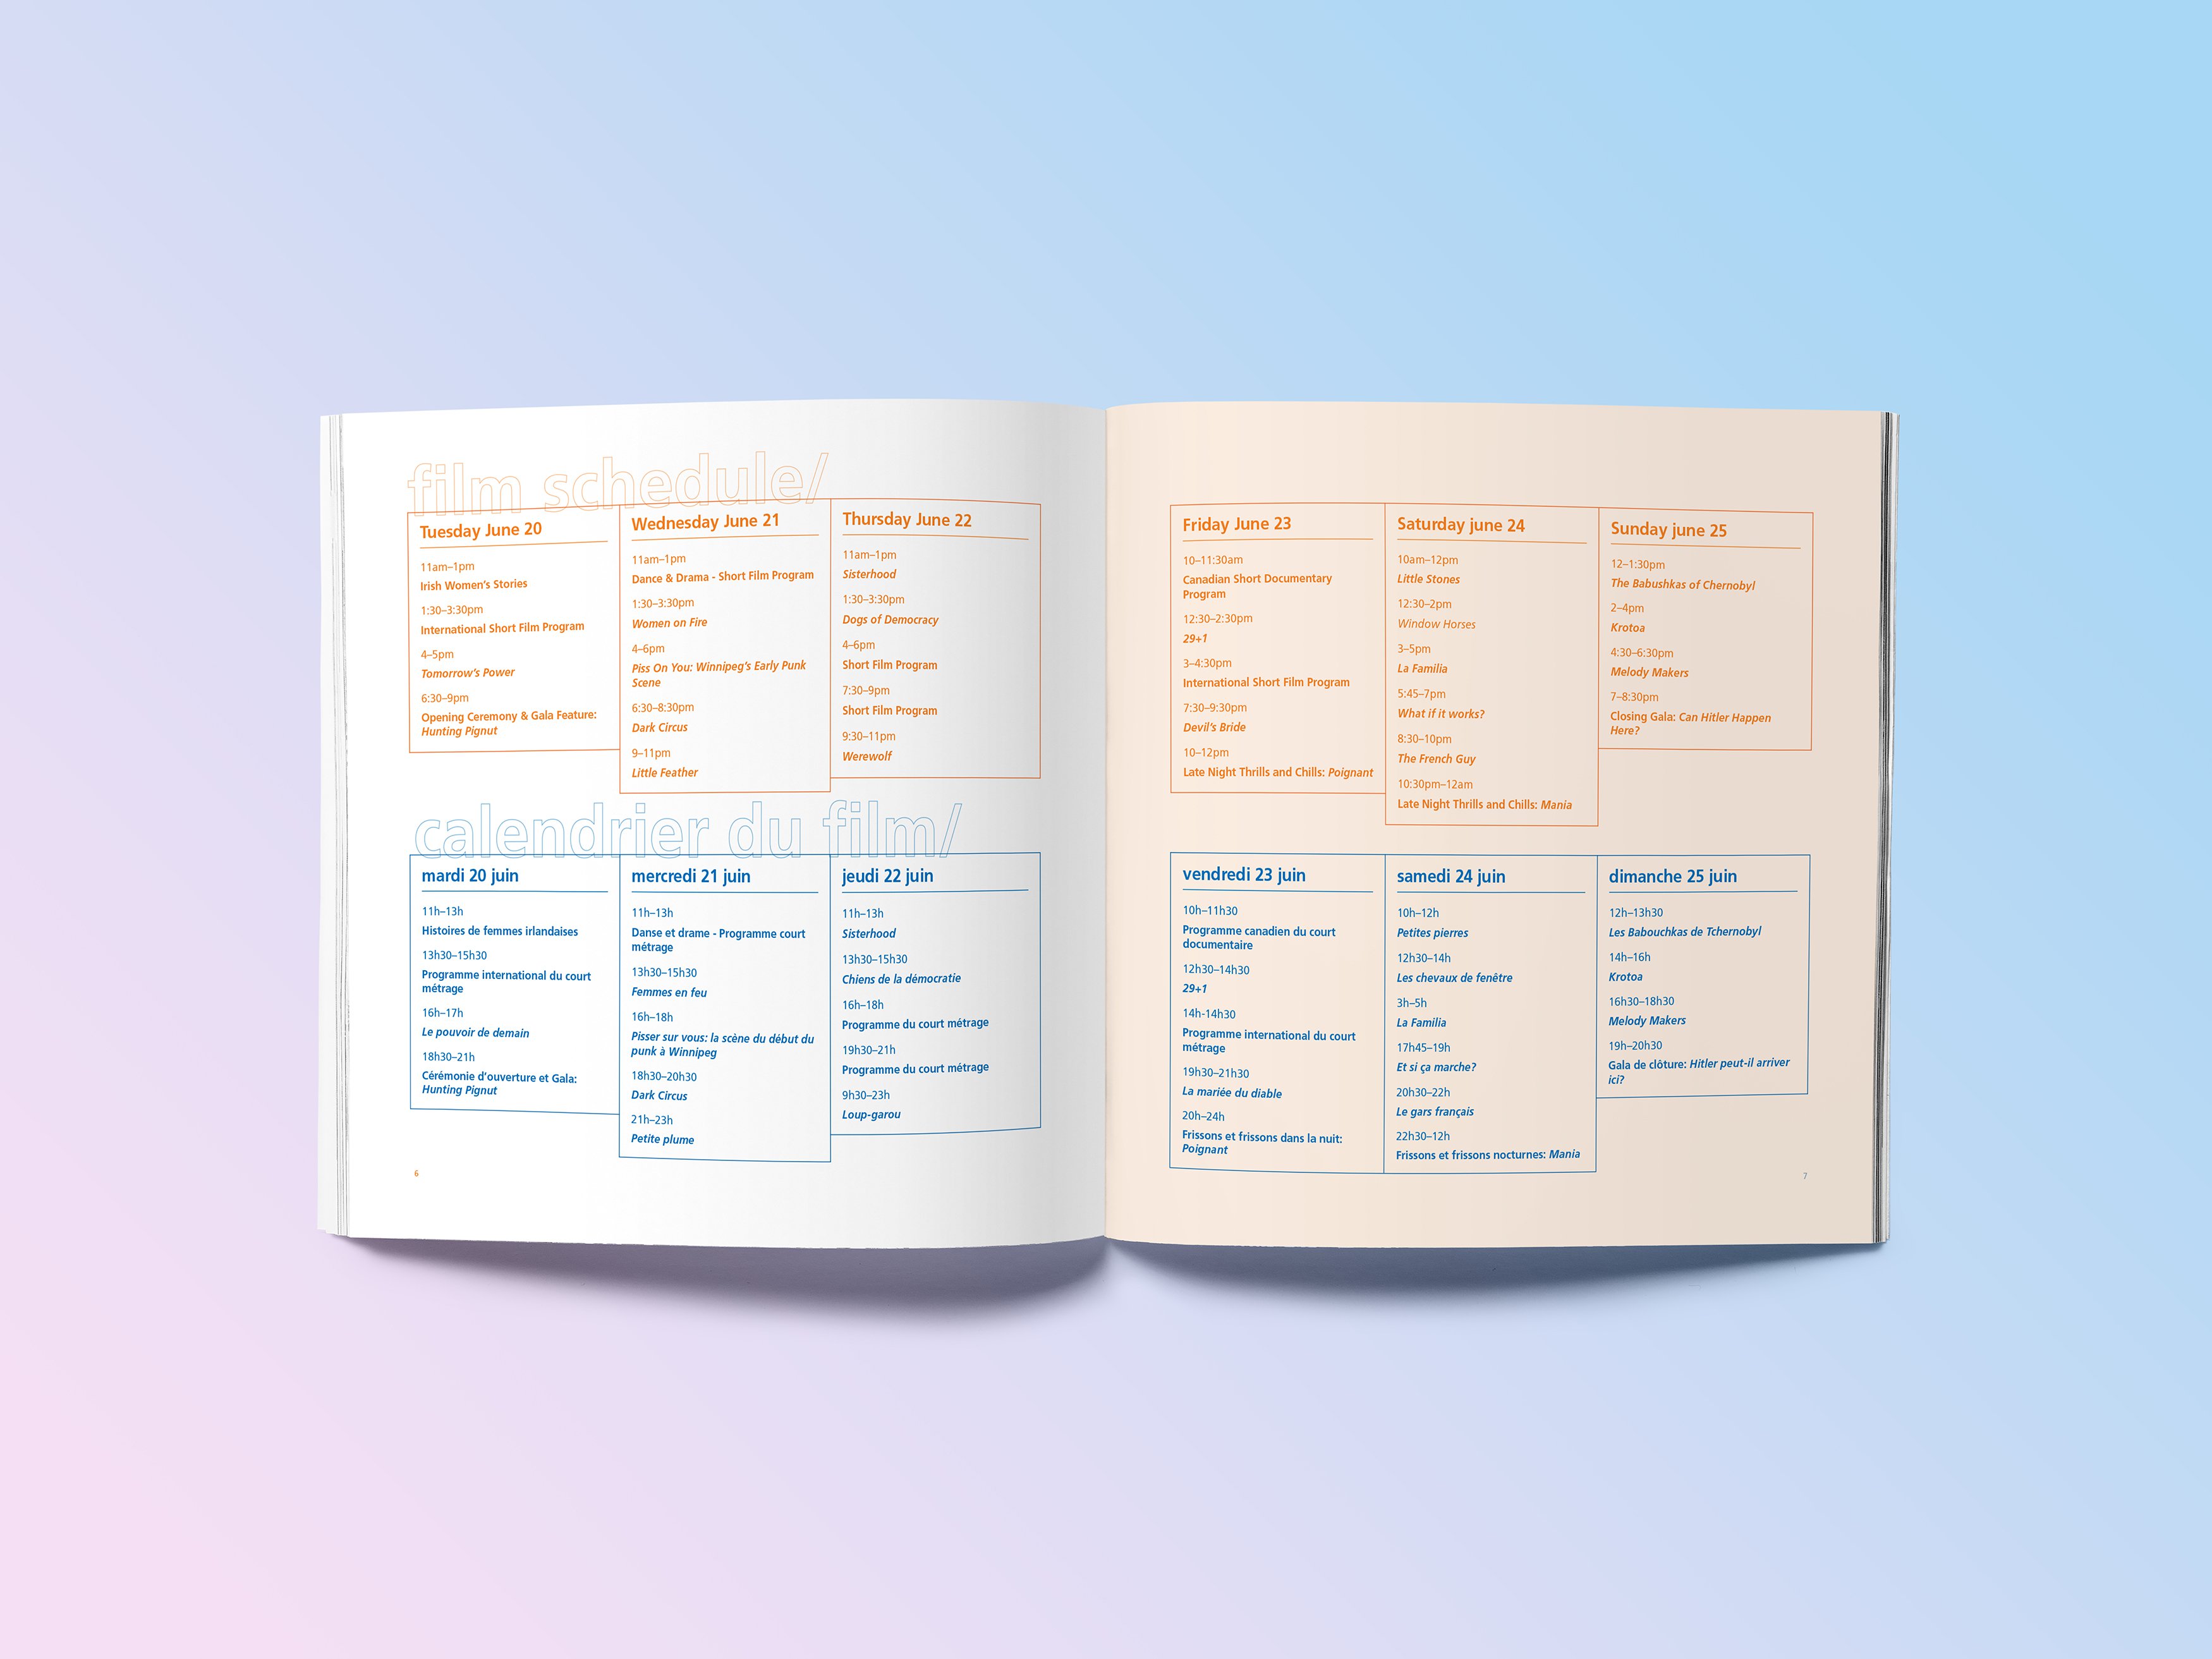 film schedule/
Tuesday June 20
11am–1pm
Irish Women's Stories
1:30–3:30pm
International Short Film Program
4–5pm
Tomorrow's Power
6:30–9pm
Opening Ceremony & Gala Feature:
Hunting Pignut
Wednesday June 21
11am–1pm
Dance & Drama - Short Film Program
1:30–3:30pm
Women on Fire
4–6pm
Piss On You: Winnipeg's Early Punk
Scene
6:30–8:30pm
Dark Circus
9–11pm
Little Feather
Thursday June 22
11am–1pm
Sisterhood
1:30–3:30pm
Dogs of Democracy
4–6pm
Short Film Program
7:30–9pm
Short Film Program
9:30–11pm
Werewolf
calendrier du film/
mardi 20 juin
11h–13h
Histoires de femmes irlandaises
13h30–15h30
Programme international du court
métrage
16h–17h
Le pouvoir de demain
18h30–21h
Cérémonie d'ouverture et Gala:
Hunting Pignut
mercredi 21 juin
11h–13h
Danse et drame - Programme court
métrage
13h30–15h30
Femmes en feu
16h–18h
Pisser sur vous: la scène du début du
punk à Winnipeg
18h30–20h30
Dark Circus
21h–23h
Petite plume
jeudi 22 juin
11h–13h
Sisterhood
13h30–15h30
Chiens de la démocratie
16h–18h
Programme du court métrage
19h30–21h
Programme du court métrage
9h30–23h
Loup-garou
6
Friday June 23
10–11:30am
Canadian Short Documentary
Program
12:30–2:30pm
29+1
3–4:30pm
International Short Film Program
7:30–9:30pm
Devil's Bride
10–12pm
Late Night Thrills and Chills: Poignant
Saturday june 24
10am–12pm
Little Stones
12:30–2pm
Window Horses
3–5pm
La Familia
5:45–7pm
What if it works?
8:30–10pm
The French Guy
10:30pm–12am
Late Night Thrills and Chills: Mania
Sunday june 25
12–1:30pm
The Babushkas of Chernobyl
2–4pm
Krotoa
4:30–6:30pm
Melody Makers
7–8:30pm
Closing Gala: Can Hitler Happen
Here?
vendredi 23 juin
10h–11h30
Programme canadien du court
documentaire
12h30–14h30
29+1
14h-14h30
Programme international du court
métrage
19h30–21h30
La mariée du diable
20h–24h
Frissons et frissons dans la nuit:
Poignant
samedi 24 juin
10h–12h
Petites pierres
12h30–14h
Les chevaux de fenêtre
3h–5h
La Familia
17h45–19h
Et si ça marche?
20h30–22h
Le gars français
22h30–12h
Frissons et frissons nocturnes: Mania
dimanche 25 juin
12h–13h30
Les Babouchkas de Tchernobyl
14h–16h
Krotoa
16h30–18h30
Melody Makers
19h–20h30
Gala de clôture: Hitler peut-il arriver
ici?
7